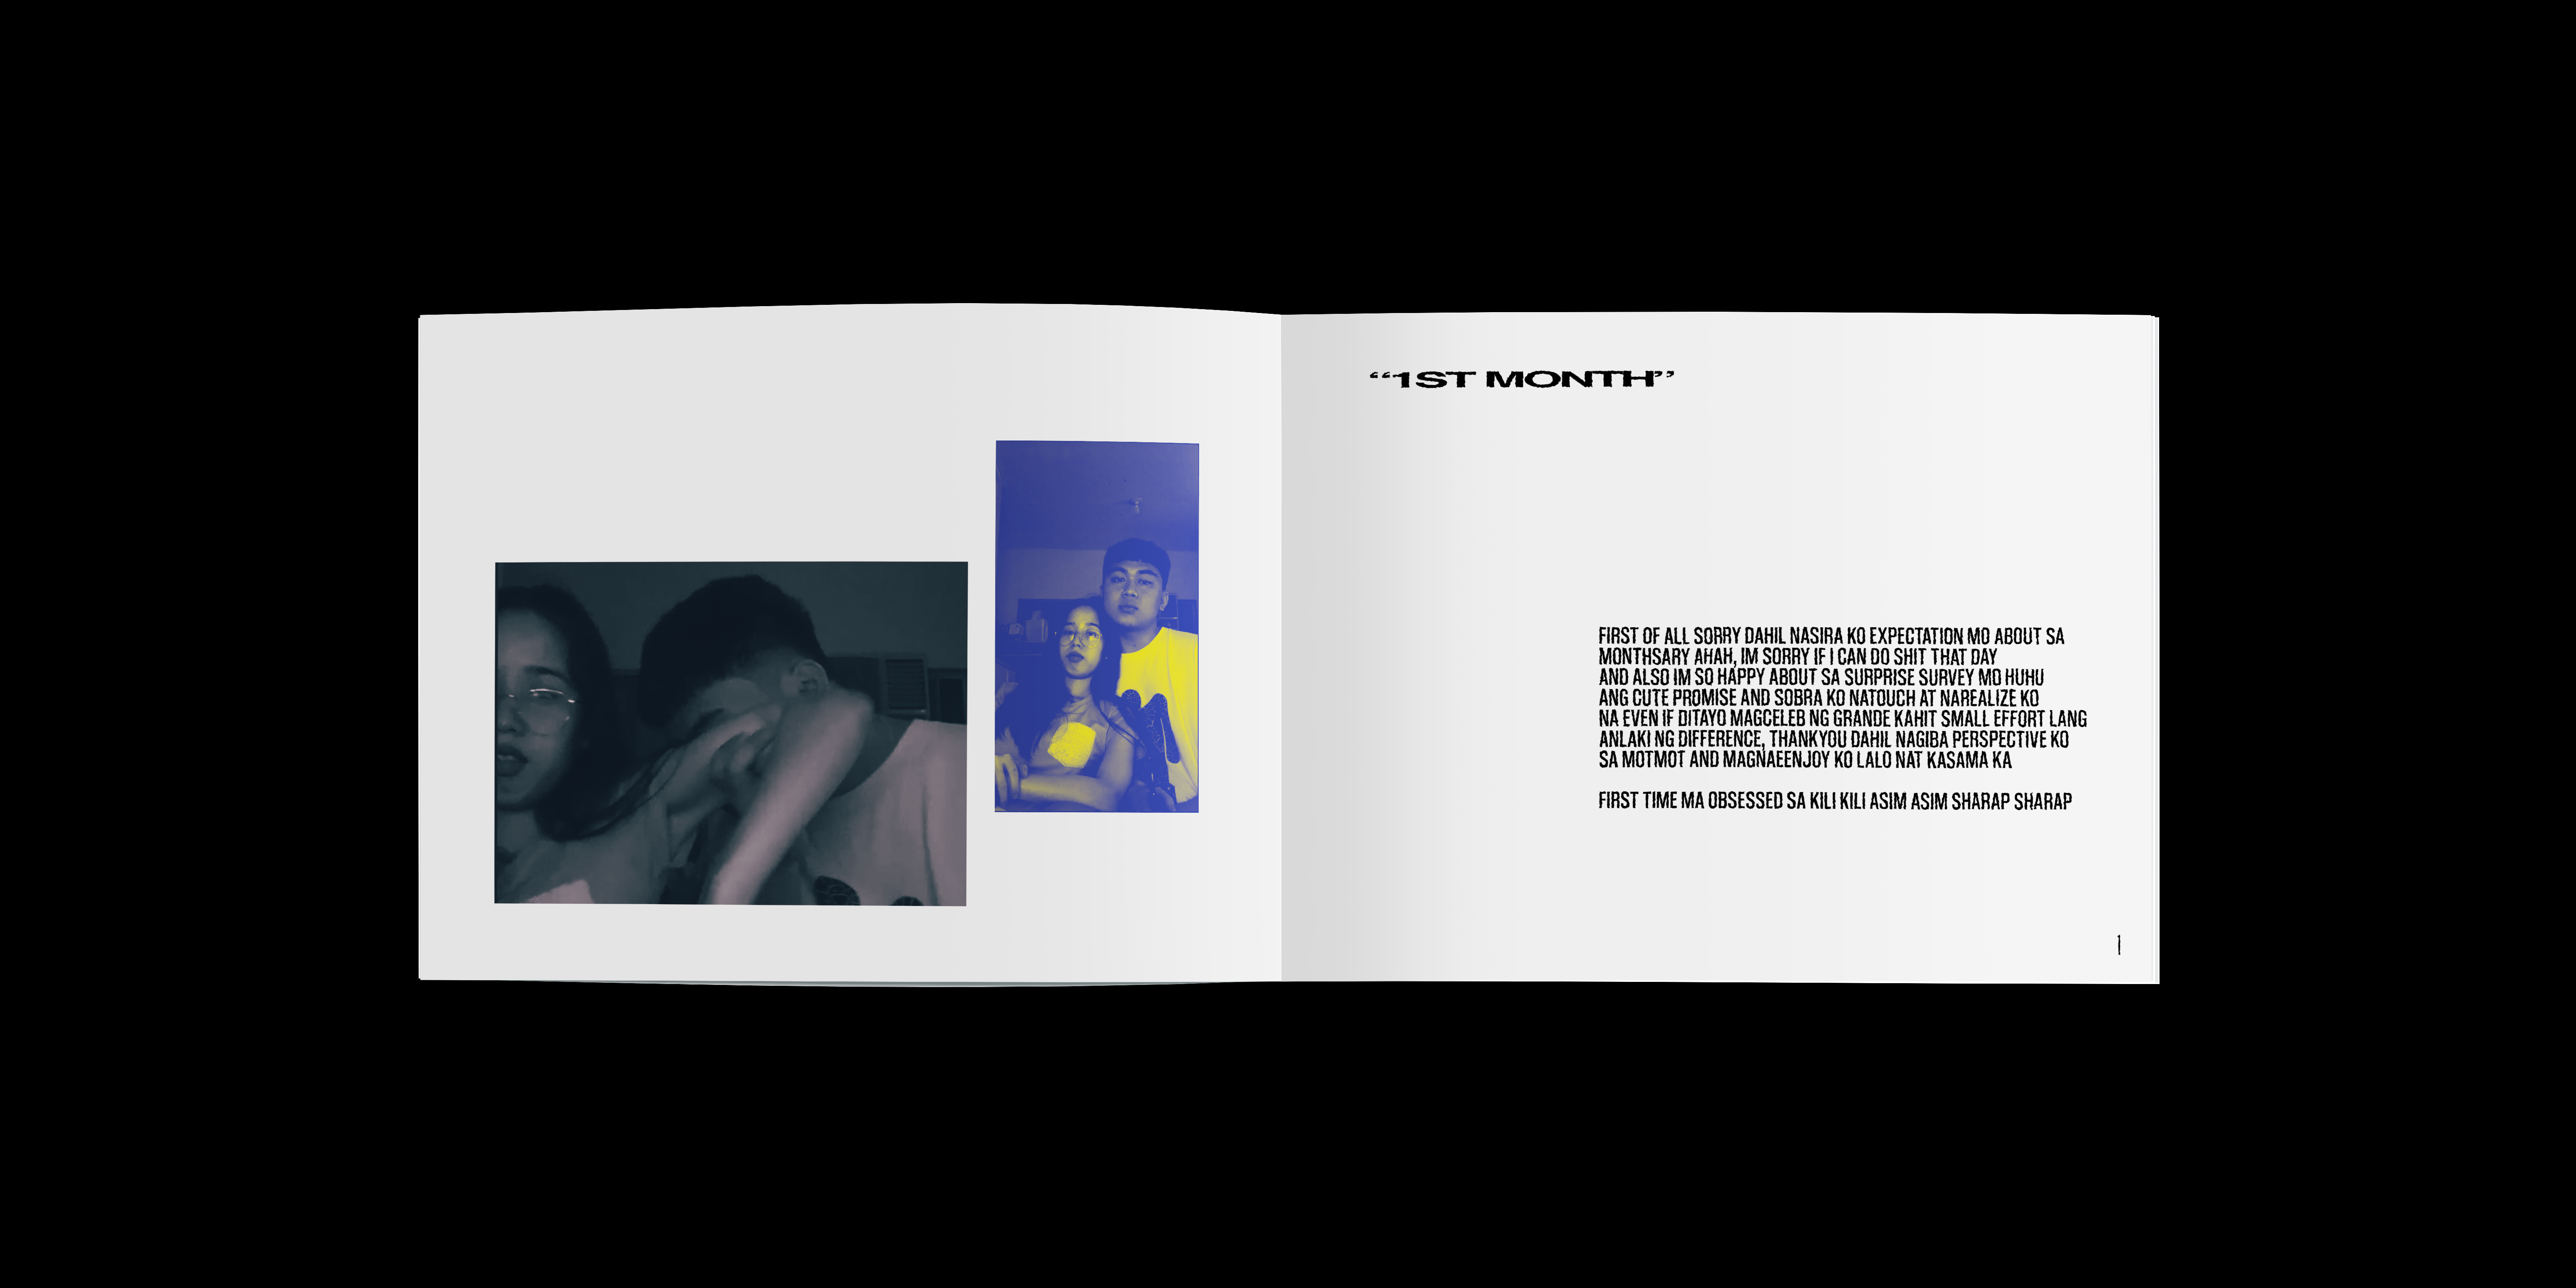 “1ST MONTH”
FIRST OF ALL SORRY DAHIL NASIRA KO EXPECTATION MO ABOUT SA
MONTHSARY AHAH, IM SORRY IF I CAN DO SHIT THAT DAY
AND ALSO IM SO HAPPY ABOUT SA SURPRISE SURVEY MO HUHU
ANG CUTE PROMISE AND SOBRA KO NATOUCH AT NAREALIZE KO
NA EVEN IF DITAYO MAGCELEB NG GRANDE KAHIT SMALL EFFORT LANG
ANLAKI NG DIFFERENCE, THANKYOU DAHIL NAGIBA PERSPECTIVE KO
SA MOTMOT AND MAGNAEENJOY KO LALO NAT KASAMA KA
FIRST TIME MA OBSESSED SA KILI KILI ASIM ASIM SHARAP SHARAP
1